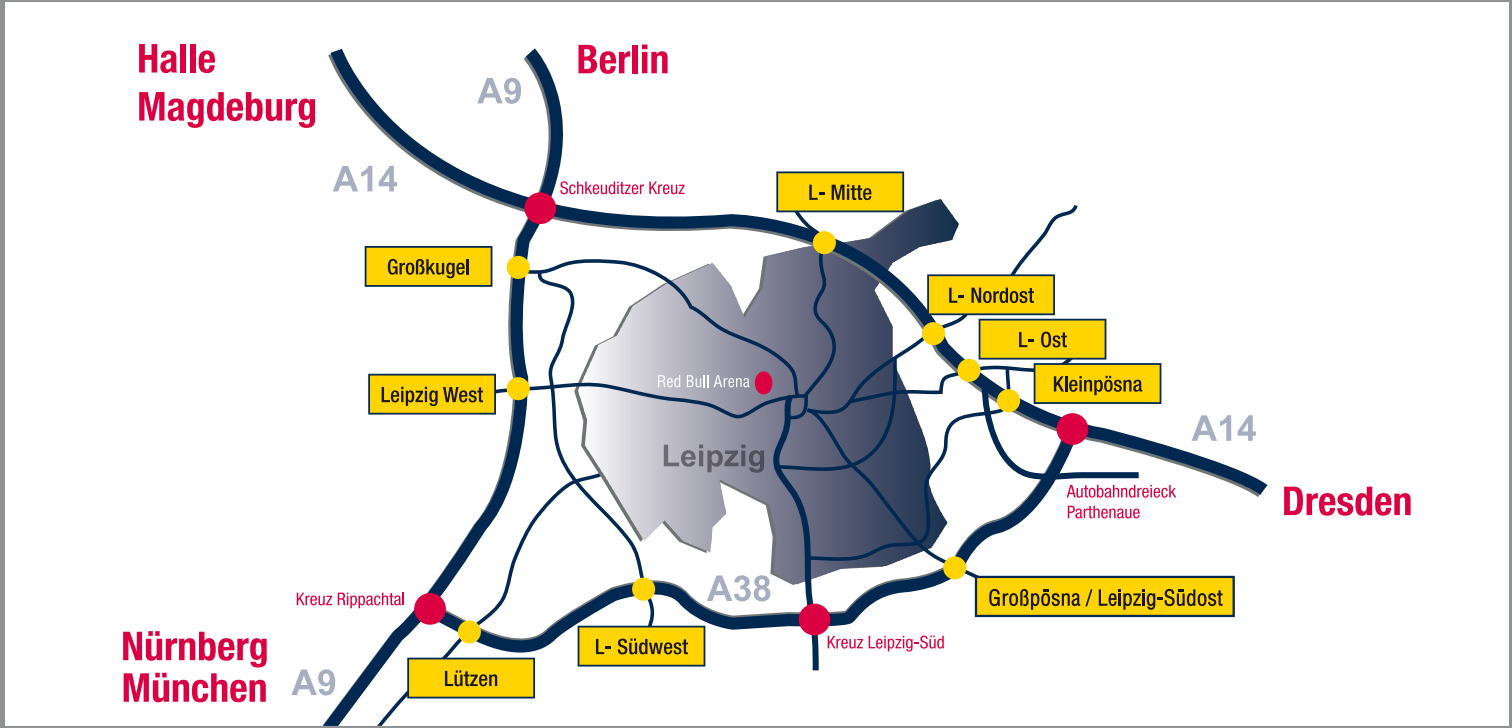 Halle
Magdeburg
A9
Berlin
A14
Schkeuditzer Kreuz
L- Mitte
Großkugel
L- Nordost
L- Ost
Kleinpösna
Leipzig West
Red Bull Arena
Leipzig
A14
Autobahndreieck
Parthenaue
Dresden
Kreuz Rippachtal
A38
Großpösna / Leipzig-Südost
Nürnberg
München
A9
Lützen
L- Südwest
Kreuz Leipzig-Süd